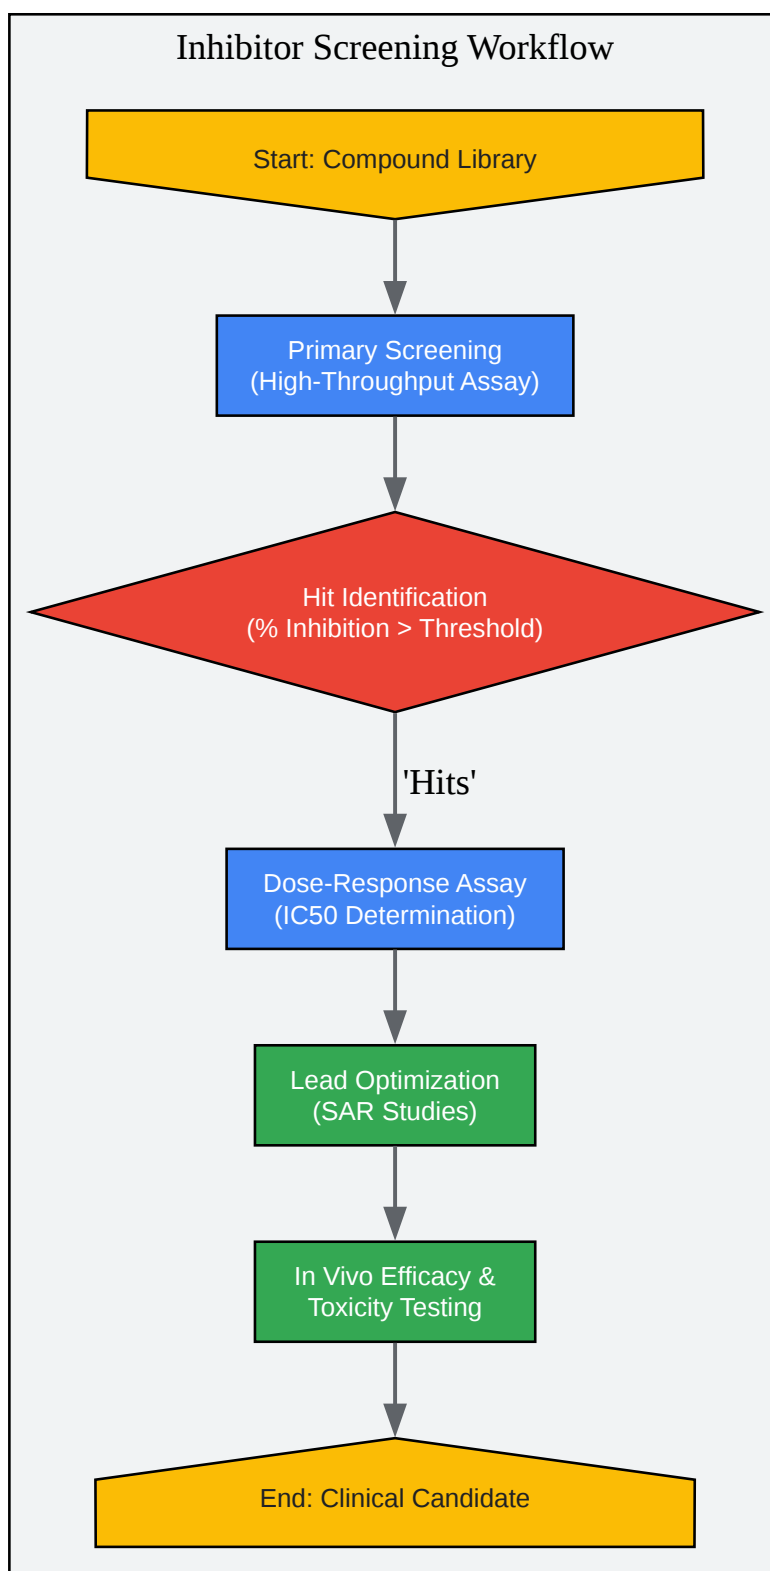 Inhibitor Screening Workflow
Start: Compound Library
Primary Screening
(High-Throughput Assay)
Hit Identification
(% Inhibition > Threshold)
'Hits'
Dose-Response Assay
(IC50 Determination)
Lead Optimization
(SAR Studies)
In Vivo Efficacy &
Toxicity Testing
End: Clinical Candidate